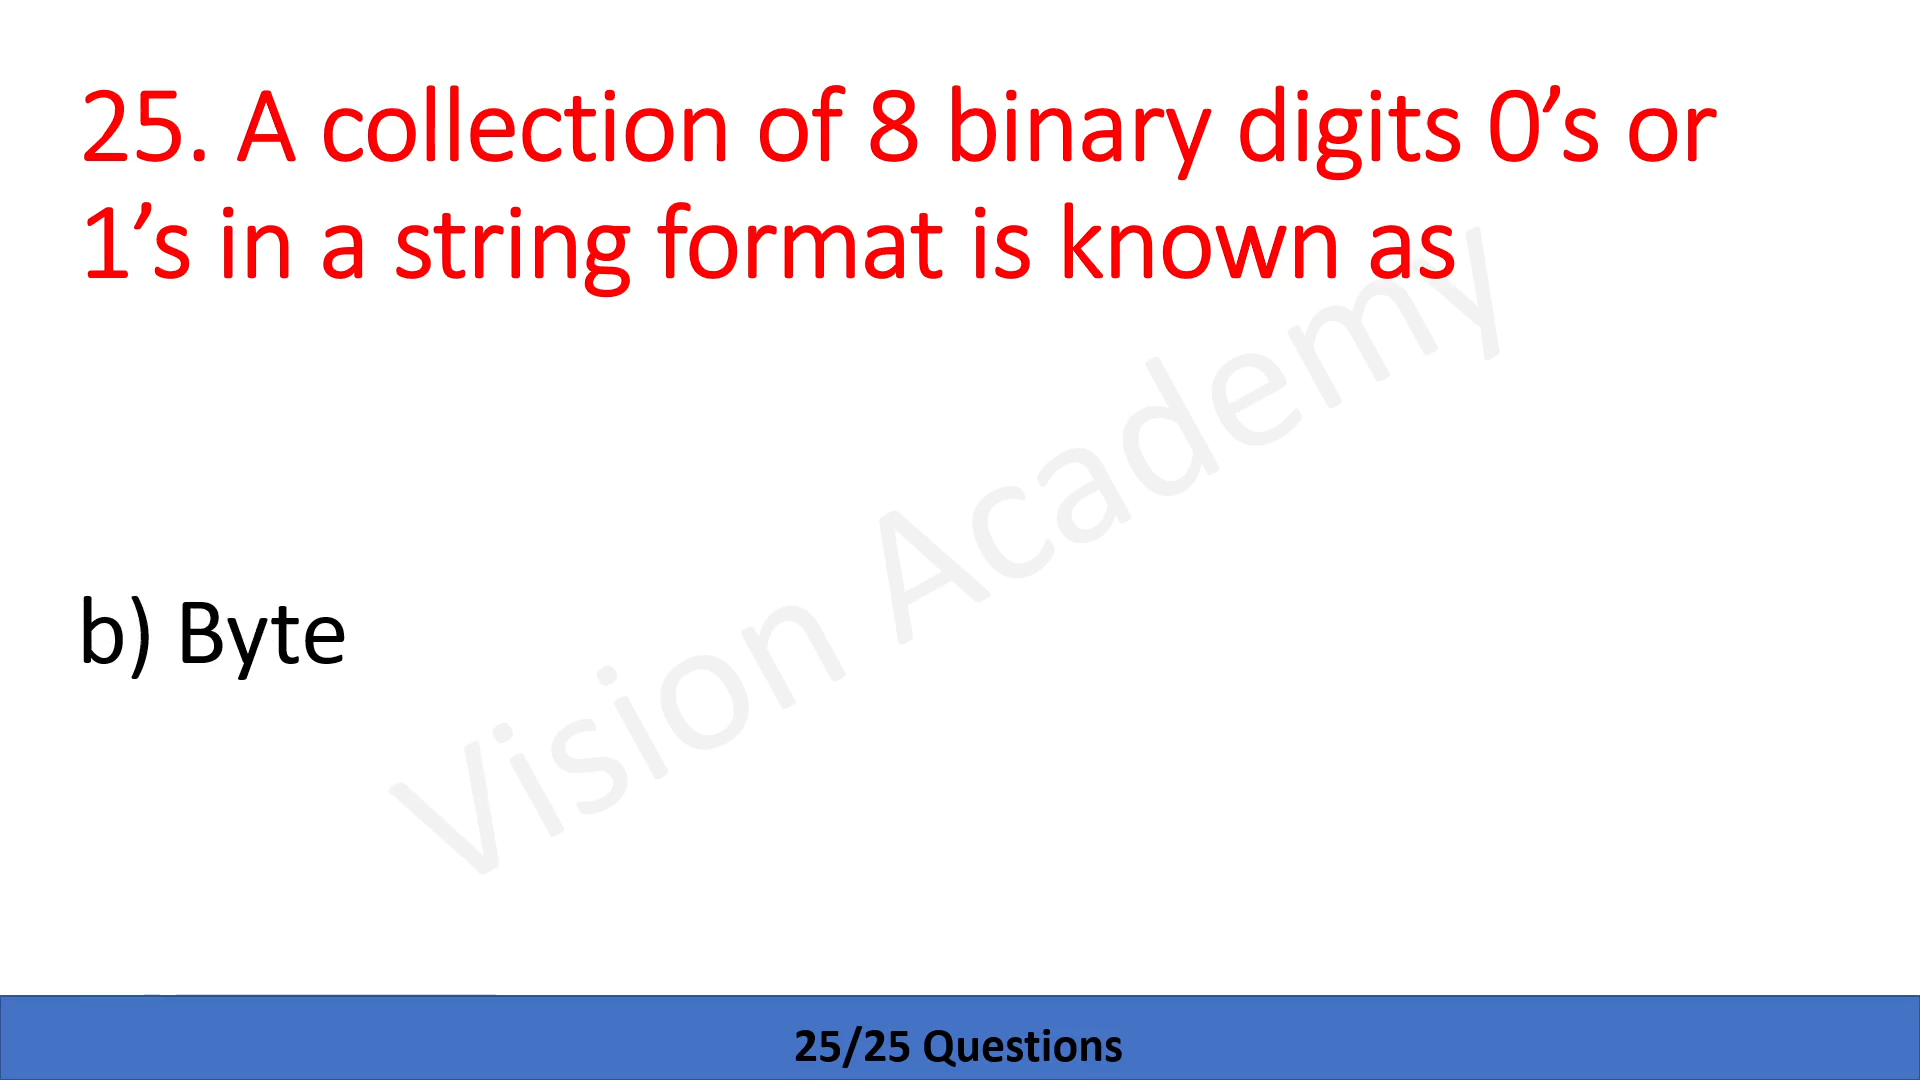 25. A collection of 8 binary digits 0’s or
1’s in a string format is known as
Vision Academy
b) Byte
25/25 Questions